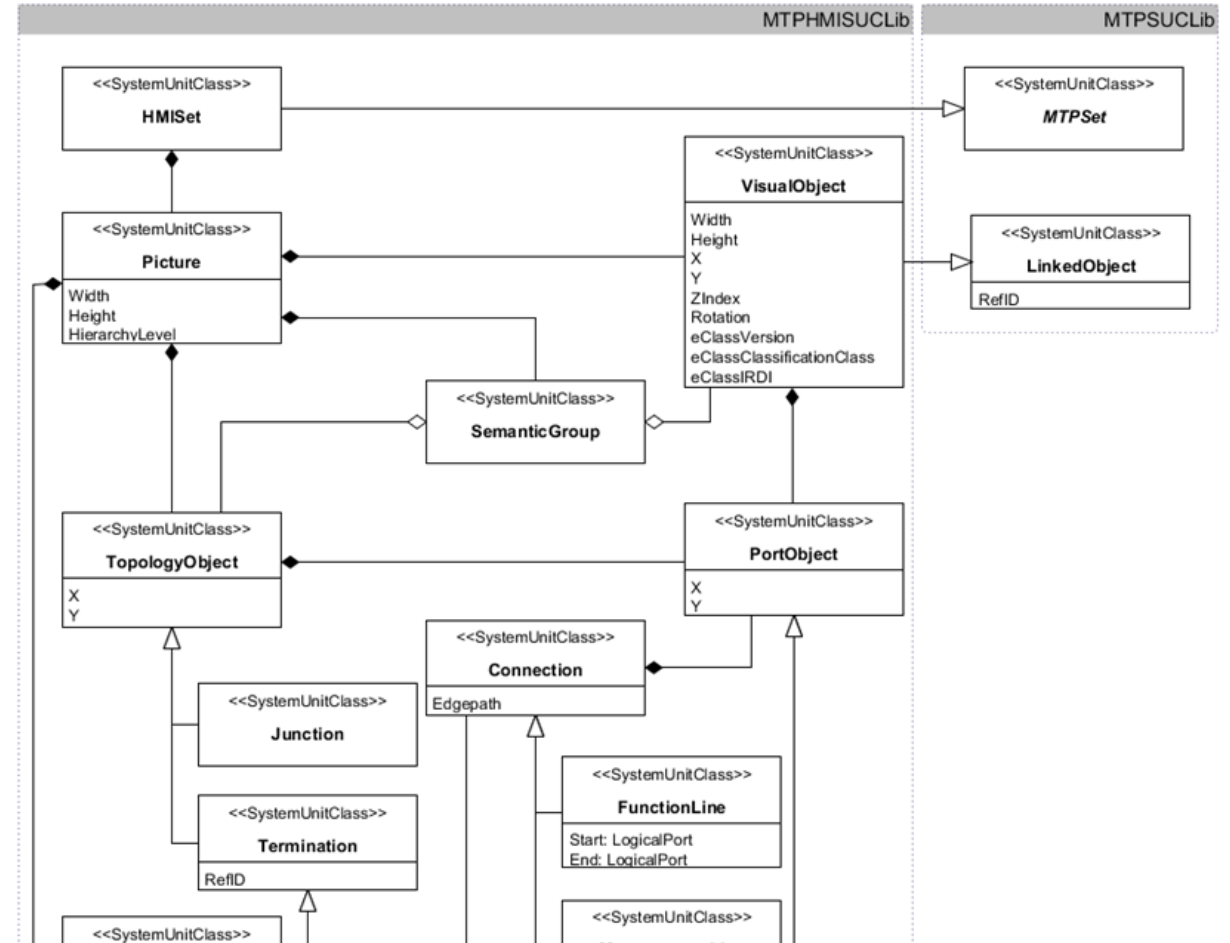 MTPHMISUCLib
MTPSUCLib
<<SystemUnitClass>>
HMISet
<<SystemUnitClass>>
MTPSet
<<SystemUnitClass>>
VisualObject
Width
Height
X
Y
ZIndex
Rotation
eClassVersion
eClassClassificationClass
eClassIRDI
<<SystemUnitClass>>
Picture
Width
Height
HierarchyLevel
<<SystemUnitClass>>
LinkedObject
RefID
<<SystemUnitClass>>
SemanticGroup
<<SystemUnitClass>>
TopologyObject
X
Y
<<SystemUnitClass>>
PortObject
X
Y
<<SystemUnitClass>>
Connection
Edgepath
<<SystemUnitClass>>
Junction
<<SystemUnitClass>>
FunctionLine
Start: LogicalPort
End: LogicalPort
<<SystemUnitClass>>
Termination
RefID
<<SystemUnitClass>>
<<SystemUnitClass>>